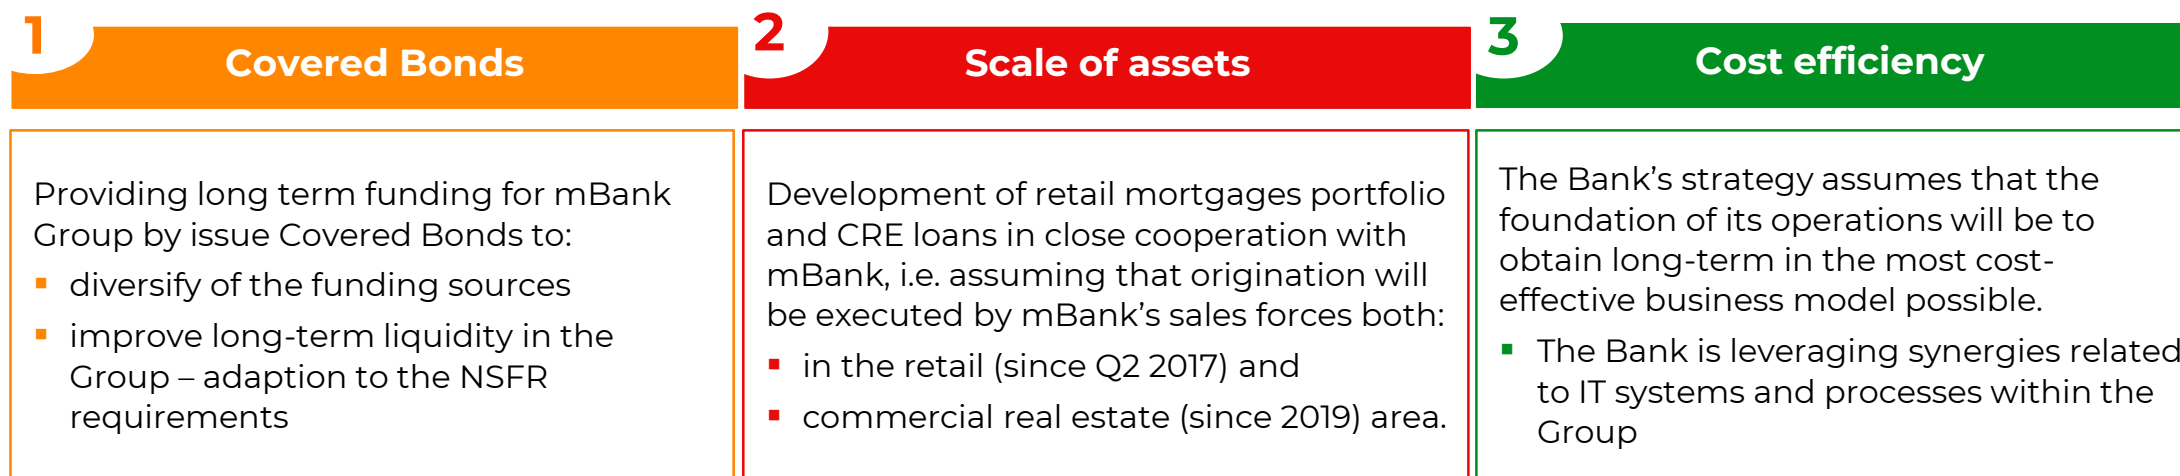 1
Covered Bonds
Providing long term funding for mBank
Group by issue Covered Bonds to:
▪ diversify of the funding sources
▪ improve long-term liquidity in the
Group – adaption to the NSFR
requirements
2
Scale of assets
Development of retail mortgages portfolio
and CRE loans in close cooperation with
mBank, i.e. assuming that origination will
be executed by mBank's sales forces both:
▪ in the retail (since Q2 2017) and
▪ commercial real estate (since 2019) area.
3
Cost efficiency
The Bank's strategy assumes that the
foundation of its operations will be to
obtain long-term in the most cost-
effective business model possible.
▪ The Bank is leveraging synergies related
to IT systems and processes within the
Group